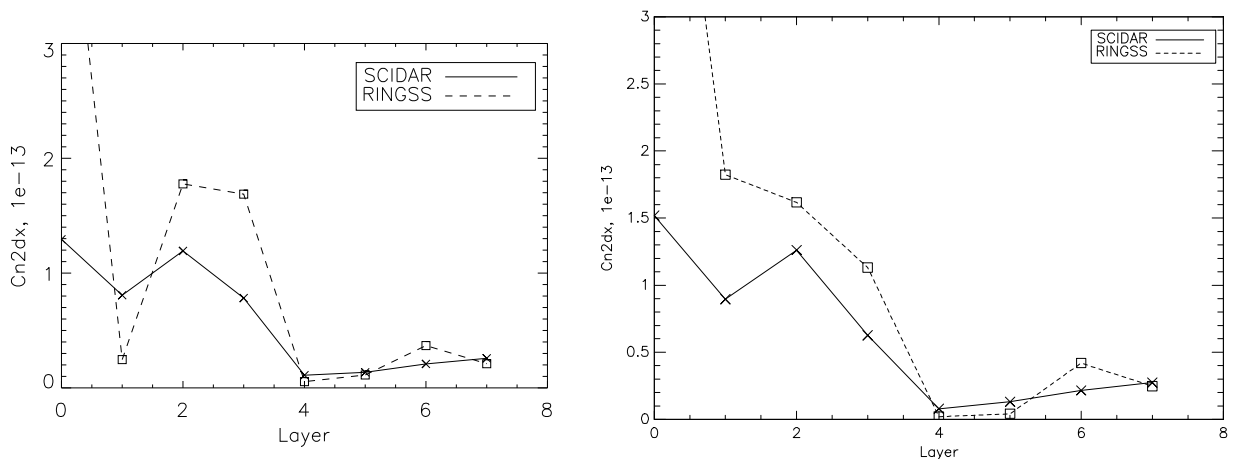 3
2
1
0
Cn2dx, 1e−13
SCIDAR
RINGSS
0 2 4 6 8
Layer
3
2.5
2
1.5
1
0.5
0
Cn2dx, 1e−13
SCIDAR
RINGSS
0 2 4 6 8
Layer